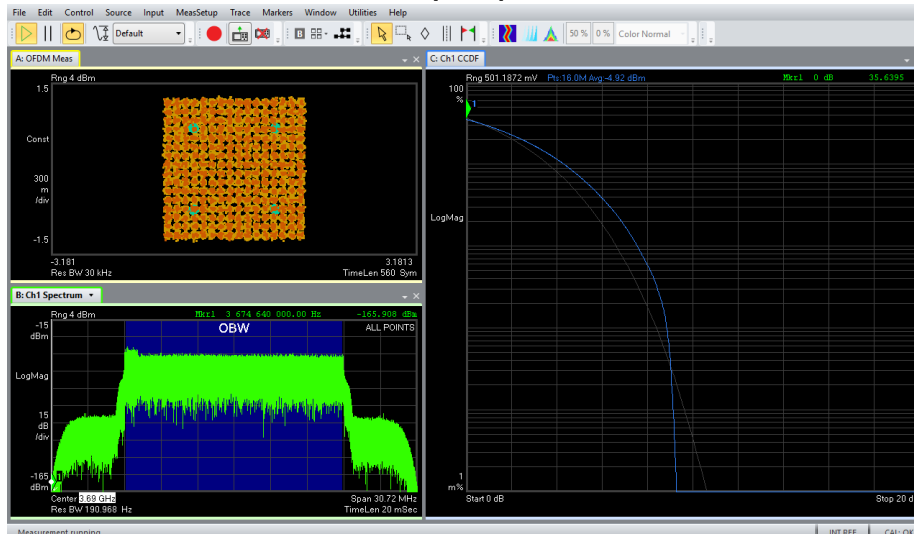 File Edit Control Source Input MeasSetup Trace Markers Window Utilities Help
Default 50 % 0 % Color Normal
A: OFDM Meas
Rng 4 dBm
1.5
Const
300
m
/div
-1.5
-3.181 3.1813
Res BW 30 kHz TimeLen 560 Sym
B: Ch1 Spectrum
Rng 4 dBm Mkr1 3 674 640 000.00 Hz -165.908 dBm
-15
dBm
OBW ALL POINTS
LogMag
15
dB
/div
-165
dBm
Center 3.69 GHz Span 30.72 MHz
Res BW 190.968 Hz TimeLen 20 mSec
C: Ch1 CCDF
Rng 501.1872 mV Pts:16.0M Avg:-4.92 dBm Mkr1 0 dB 35.6395
100
%
1
LogMag
1
m%
Start 0 dB Stop 20 d
Measurement running INT REF CAL: OK